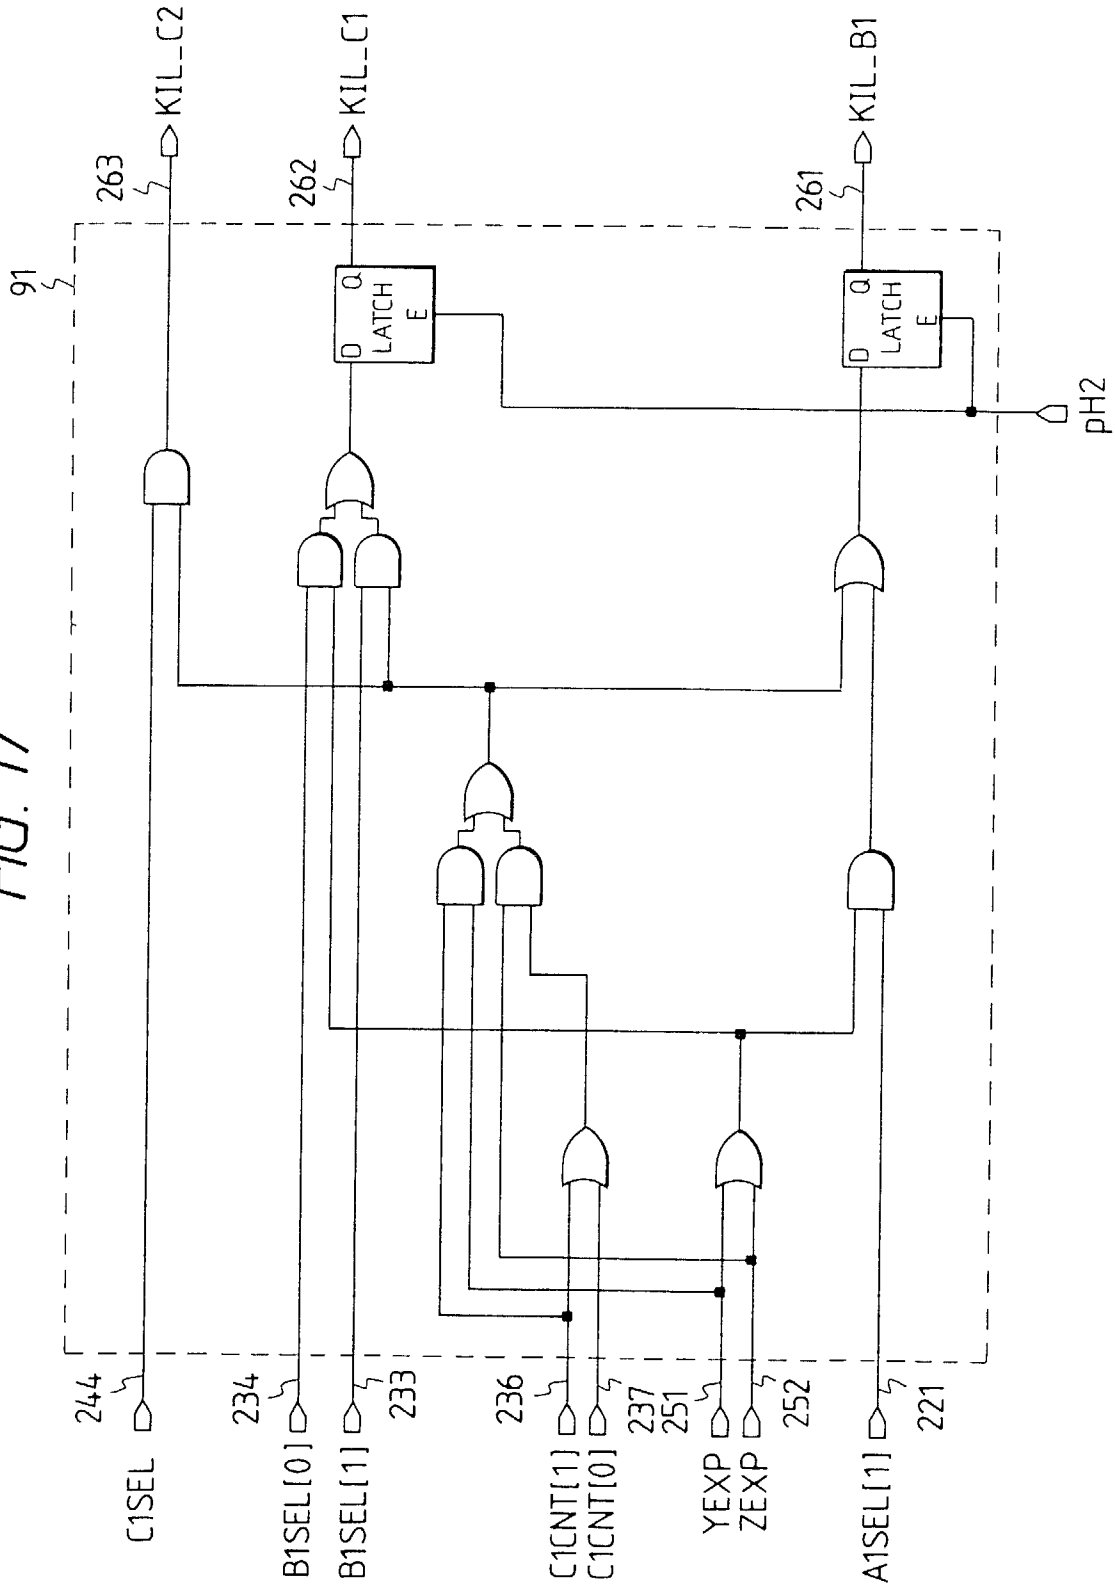 FIG. 17
91
C1SEL
244
263
KIL_C2
B1SEL[0]
234
B1SEL[1]
233
D
Q
LATCH
E
262
KIL_C1
C1CNT[1]
236
C1CNT[0]
237
YEXP
251
ZEXP
252
A1SEL[1]
221
D
Q
LATCH
E
261
KIL_B1
pH2